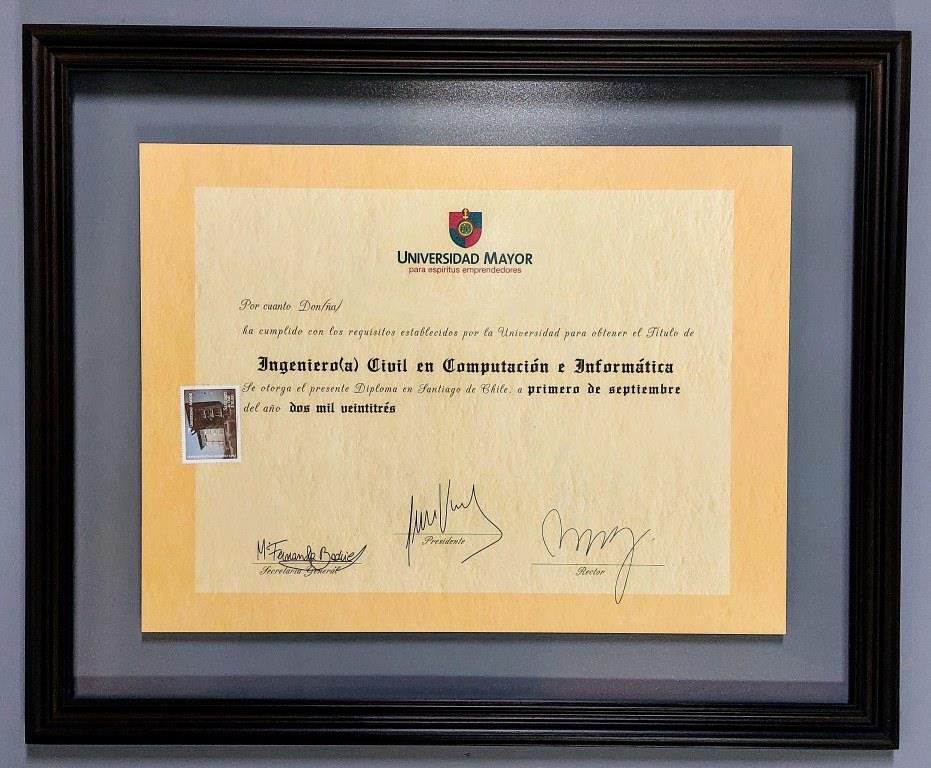 UNIVERSIDAD MAYOR
para espíritus emprendedores
Por cuanto Don/ña/
ha cumplido con los requisitos establecidos por la Universidad para obtener el Título de
Ingeniero(a) Civil en Computación e Informática
Se otorga el presente Diploma en Santiago de Chile, a primero de septiembre
del año dos mil veintitrés
Presidente
Mª Fernanda
Secretaria General
Rector